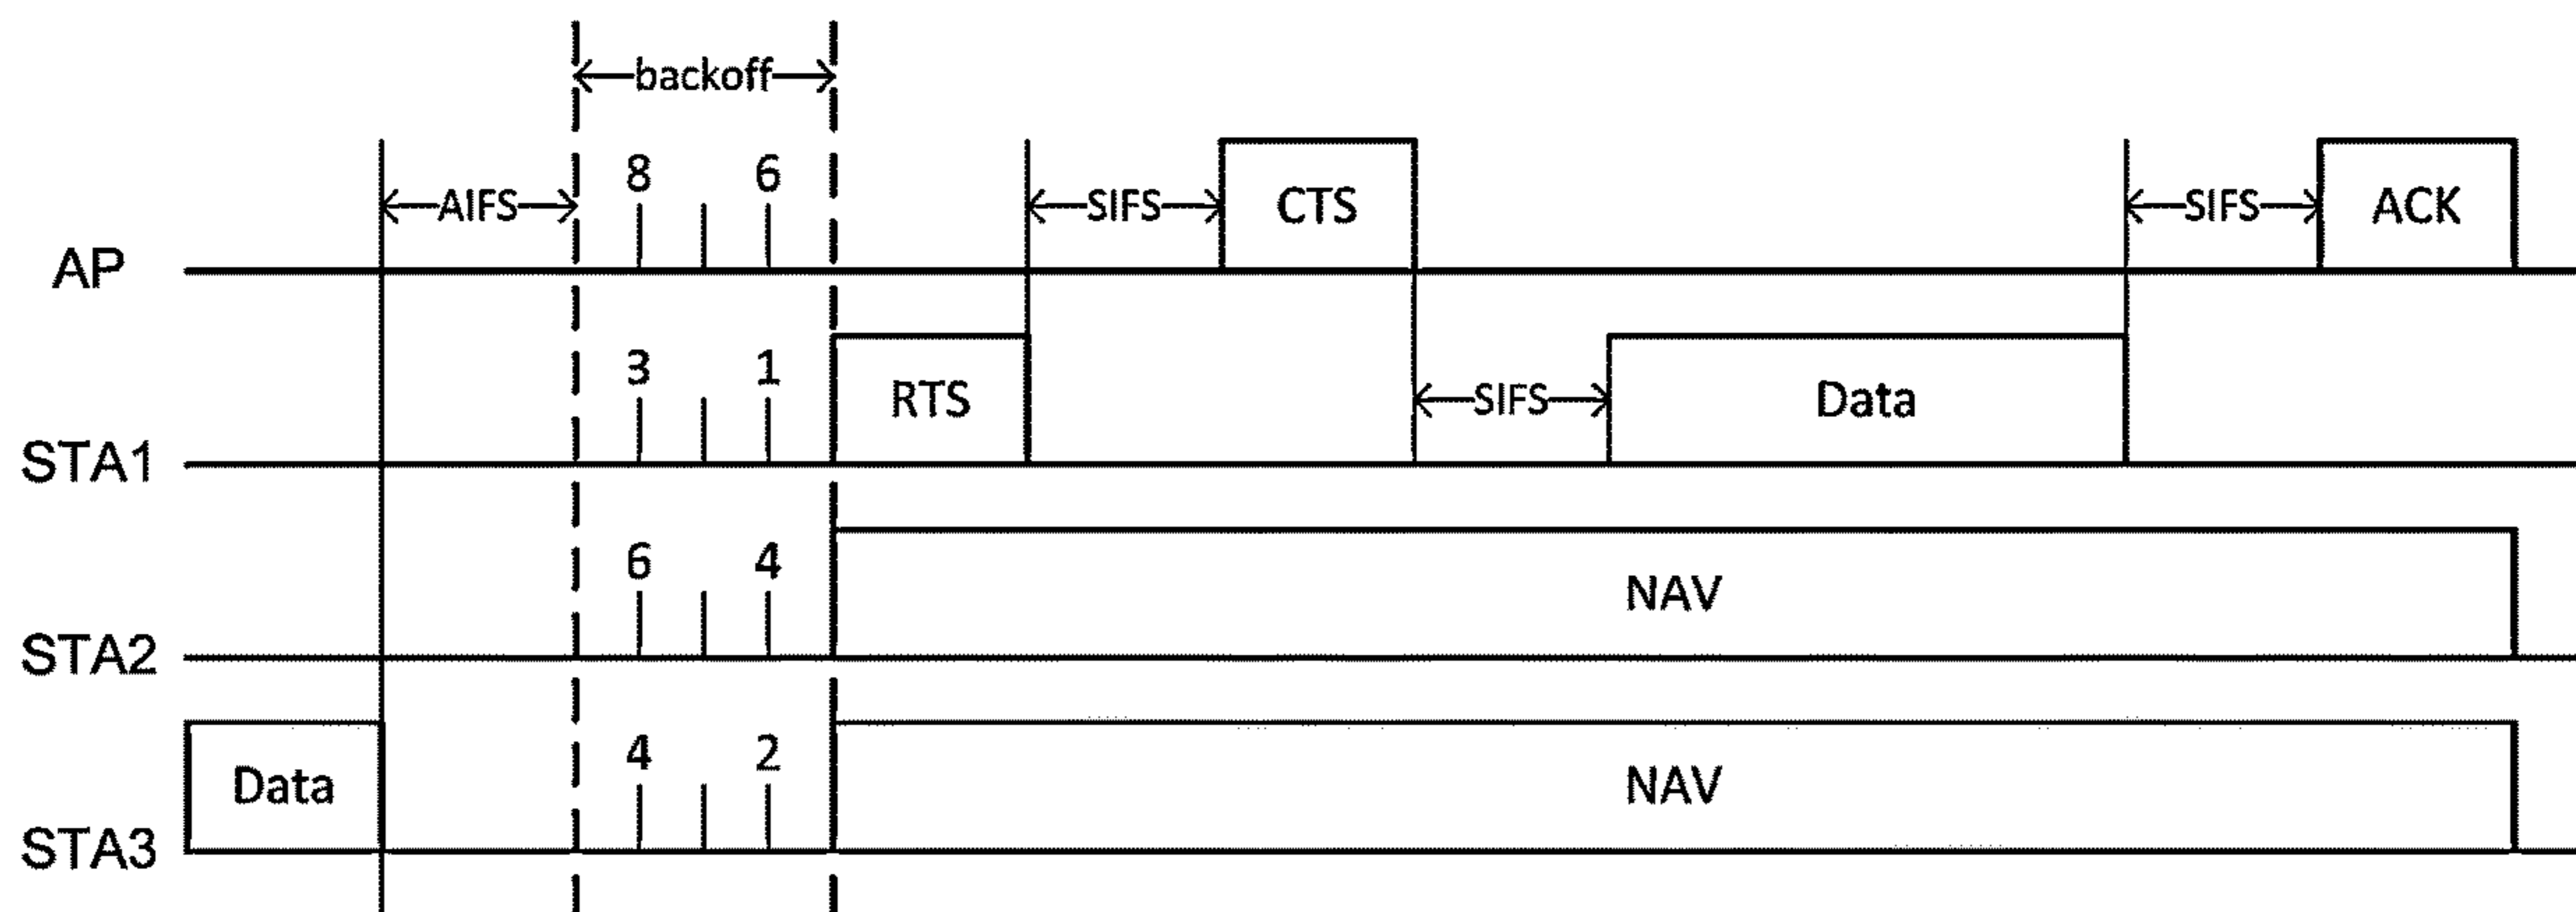 backoff
8 6
AIFS SIFS CTS SIFS ACK
AP
3 1
RTS SIFS Data
STA1
6 4
NAV
STA2
4 2
Data NAV
STA3